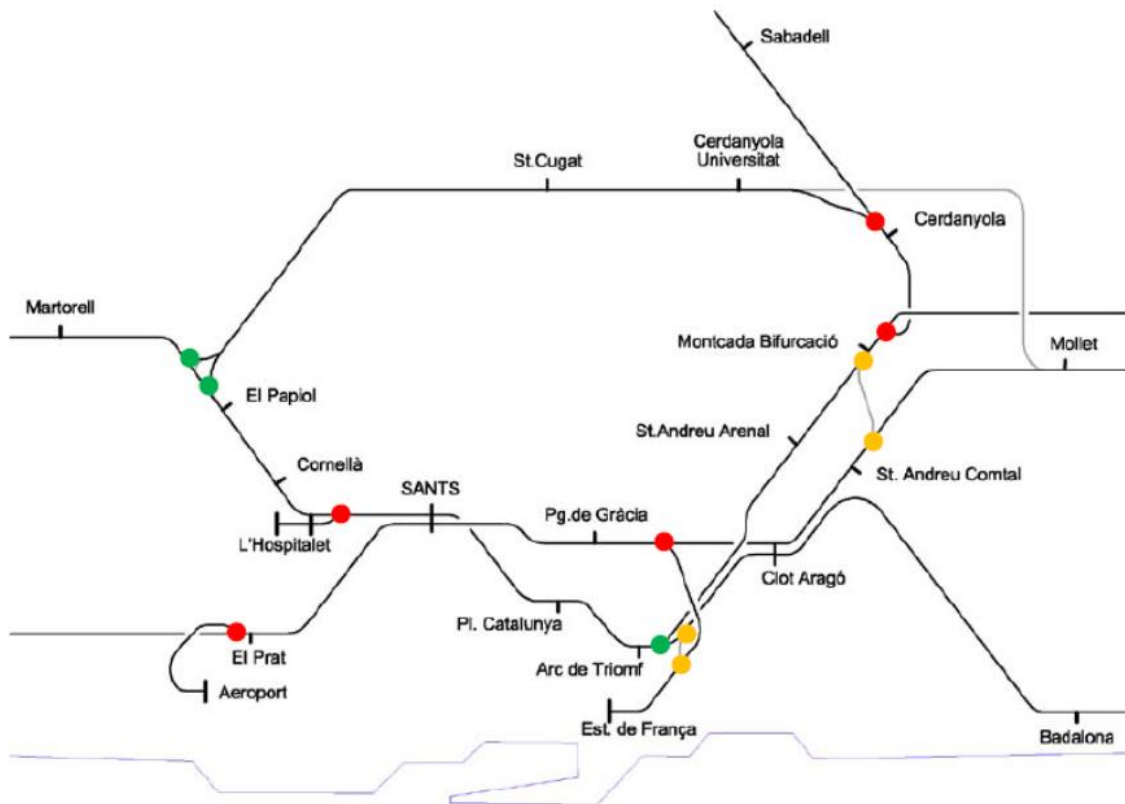 Sabadell
St.Cugat
Cerdanyola
Universitat
Cerdanyola
Martorell
Montcada Bifurcació
Mollet
El Papiol
St.Andreu Arenal
Cornellà
St. Andreu Comtal
SANTS
Pg.de Gràcia
L'Hospitalet
Clot Aragó
Pl. Catalunya
El Prat
Arc de Triomf
Aeroport
Est. de França
Badalona